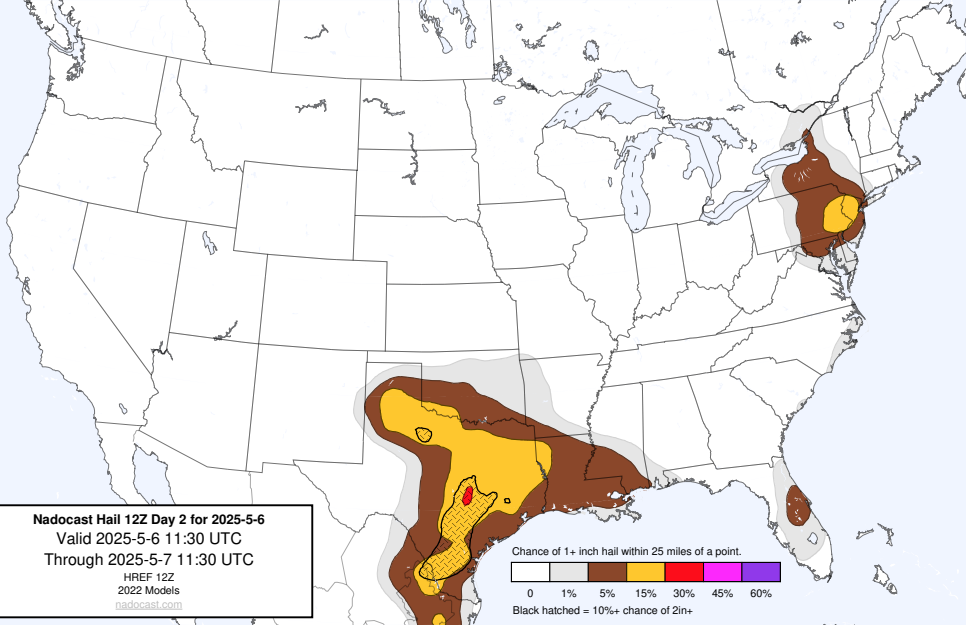 Nadocast Hail 12Z Day 2 for 2025-5-6
Valid 2025-5-6 11:30 UTC
Through 2025-5-7 11:30 UTC
HREF 12Z
2022 Models
nadocast.com
Chance of 1+ inch hail within 25 miles of a point.
0 1% 5% 15% 30% 45% 60%
Black hatched = 10%+ chance of 2in+